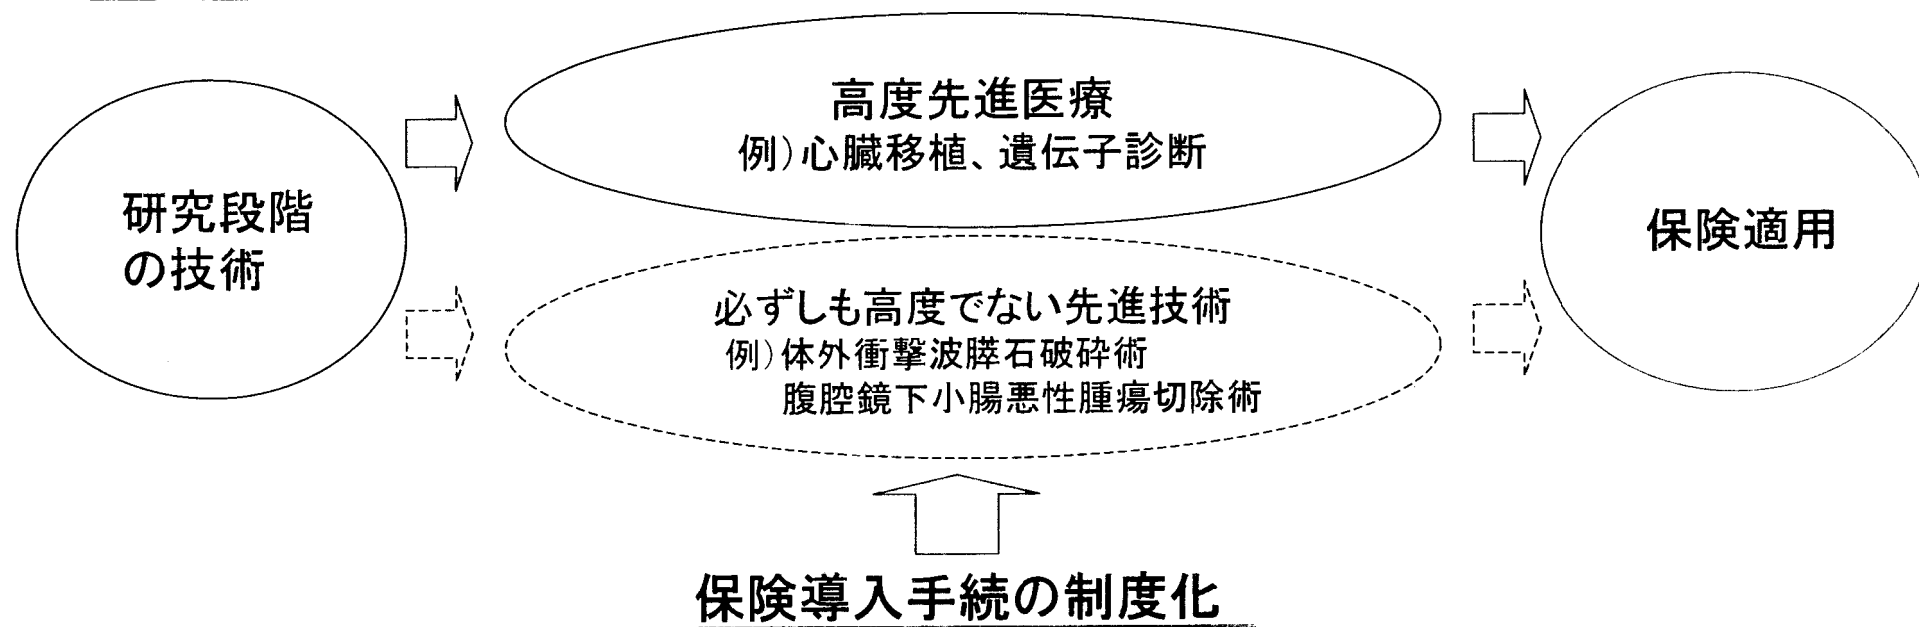 高度先進医療
例)心臓移植、遺伝子診断
研究段階
の技術
保険適用
必ずしも高度でない先進技術
例)体外衝撃波膵石破砕術
腹腔鏡下小腸悪性腫瘍切除術
保険導入手続の制度化